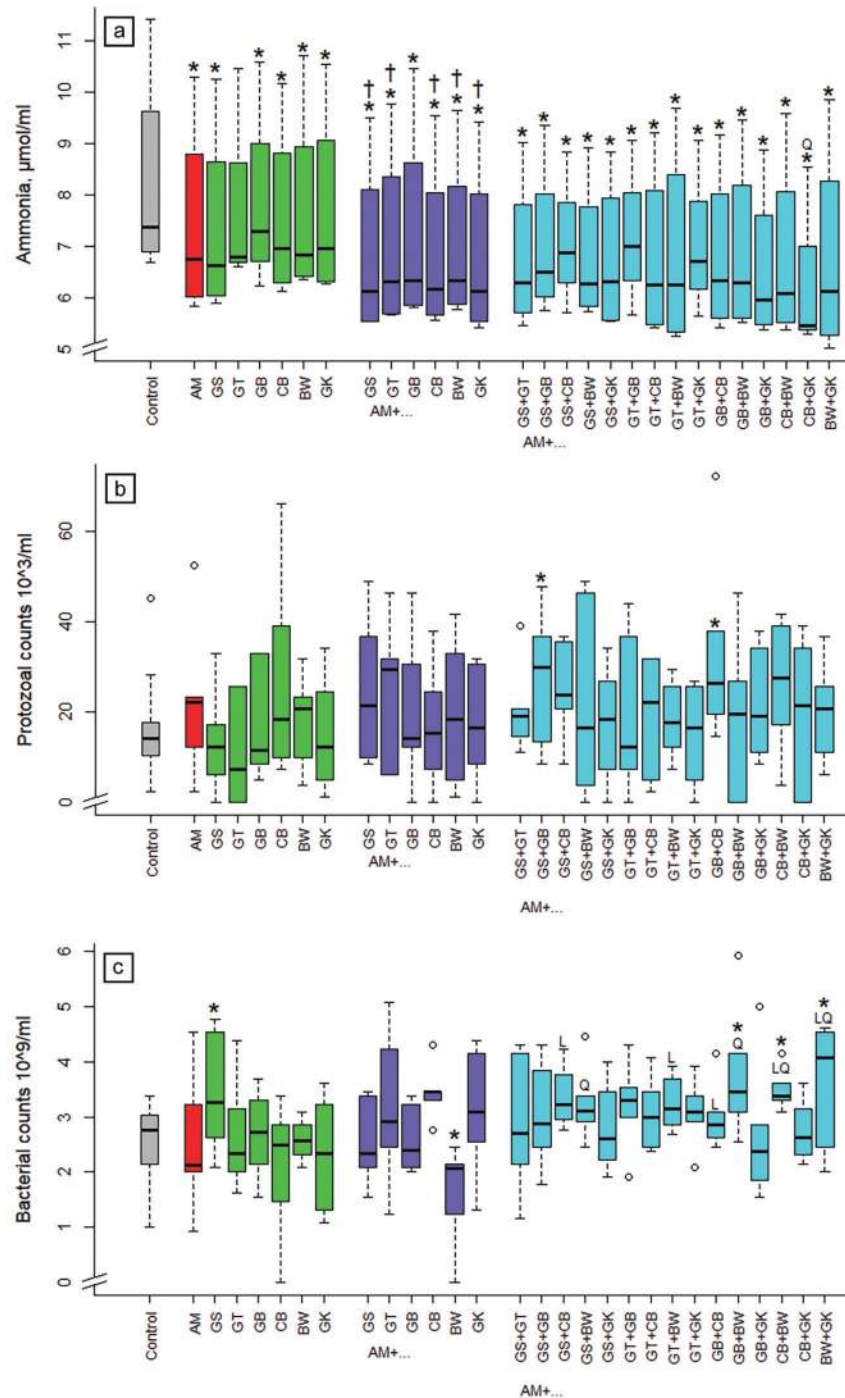 a
Ammonia, μmol/ml
11
10
9
8
7
6
5
* * * * * *
† † † † †
* * * * * *
Q
* * * * * * * * * * * * * * *
Control AM GS GT GB CB BW GK GS GT GB CB BW GK GS+GT GS+GB GS+CB GS+BW GS+GK GT+GB GT+CB GT+BW GT+GK GB+CB GB+BW GB+GK CB+BW CB+GK BW+GK
AM+...
AM+...
b
Protozoal counts 10^3/ml
60
40
20
0
* *
Control AM GS GT GB CB BW GK GS GT GB CB BW GK GS+GT GS+GB GS+CB GS+BW GS+GK GT+GB GT+CB GT+BW GT+GK GB+CB GB+BW GB+GK CB+BW CB+GK BW+GK
AM+...
AM+...
c
Bacterial counts 10^9/ml
6
5
4
3
2
1
0
* * L Q L L * Q * LQ * LQ
Control AM GS GT GB CB BW GK GS GT GB CB BW GK GS+GT GS+GB GS+CB GS+BW GS+GK GT+GB GT+CB GT+BW GT+GK GB+CB GB+BW GB+GK CB+BW CB+GK BW+GK
AM+...
AM+...